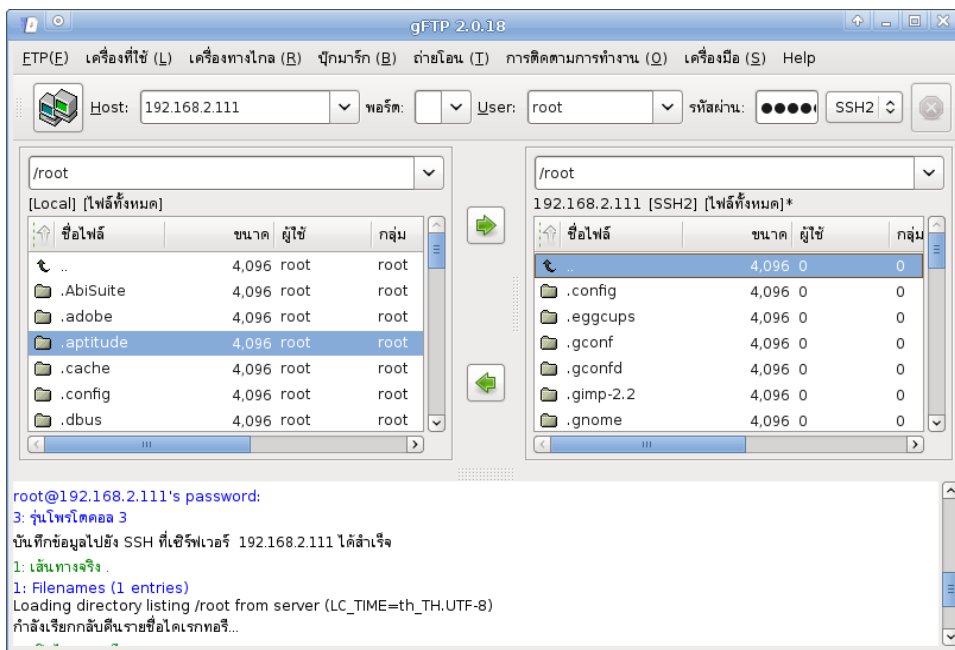 gFTP 2.0.18
FTP(F) เครื่องที่ใช้ (L) เครื่องทางไกล (R) บุ๊กมาร์ก (B) ถ่ายโอน (T) การติดตามการทำงาน (O) เครื่องมือ (S) Help
Host: 192.168.2.111 พอร์ต: User: root รหัสผ่าน: SSH2
/root
[Local] [ไฟล์ทั้งหมด]
ชื่อไฟล์ ขนาด ผู้ใช้ กลุ่ม
.. 4,096 root root
.AbiSuite 4,096 root root
.adobe 4,096 root root
.aptitude 4,096 root root
.cache 4,096 root root
.config 4,096 root root
.dbus 4,096 root root
/root
192.168.2.111 [SSH2] [ไฟล์ทั้งหมด]*
ชื่อไฟล์ ขนาด ผู้ใช้ กลุ่ม
.. 4,096 0 0
.config 4,096 0 0
.eggcups 4,096 0 0
.gconf 4,096 0 0
.gconfd 4,096 0 0
.gimp-2.2 4,096 0 0
.gnome 4,096 0 0
root@192.168.2.111's password:
3: รุ่นโพรโตคอล 3
บันทึกข้อมูลไปยัง SSH ที่เซิร์ฟเวอร์ 192.168.2.111 ได้สำเร็จ
1: เส้นทางจริง .
1: Filenames (1 entries)
Loading directory listing /root from server (LC_TIME=th_TH.UTF-8)
กำลังเรียกกลับคืนรายชื่อไดเรกทอรี...